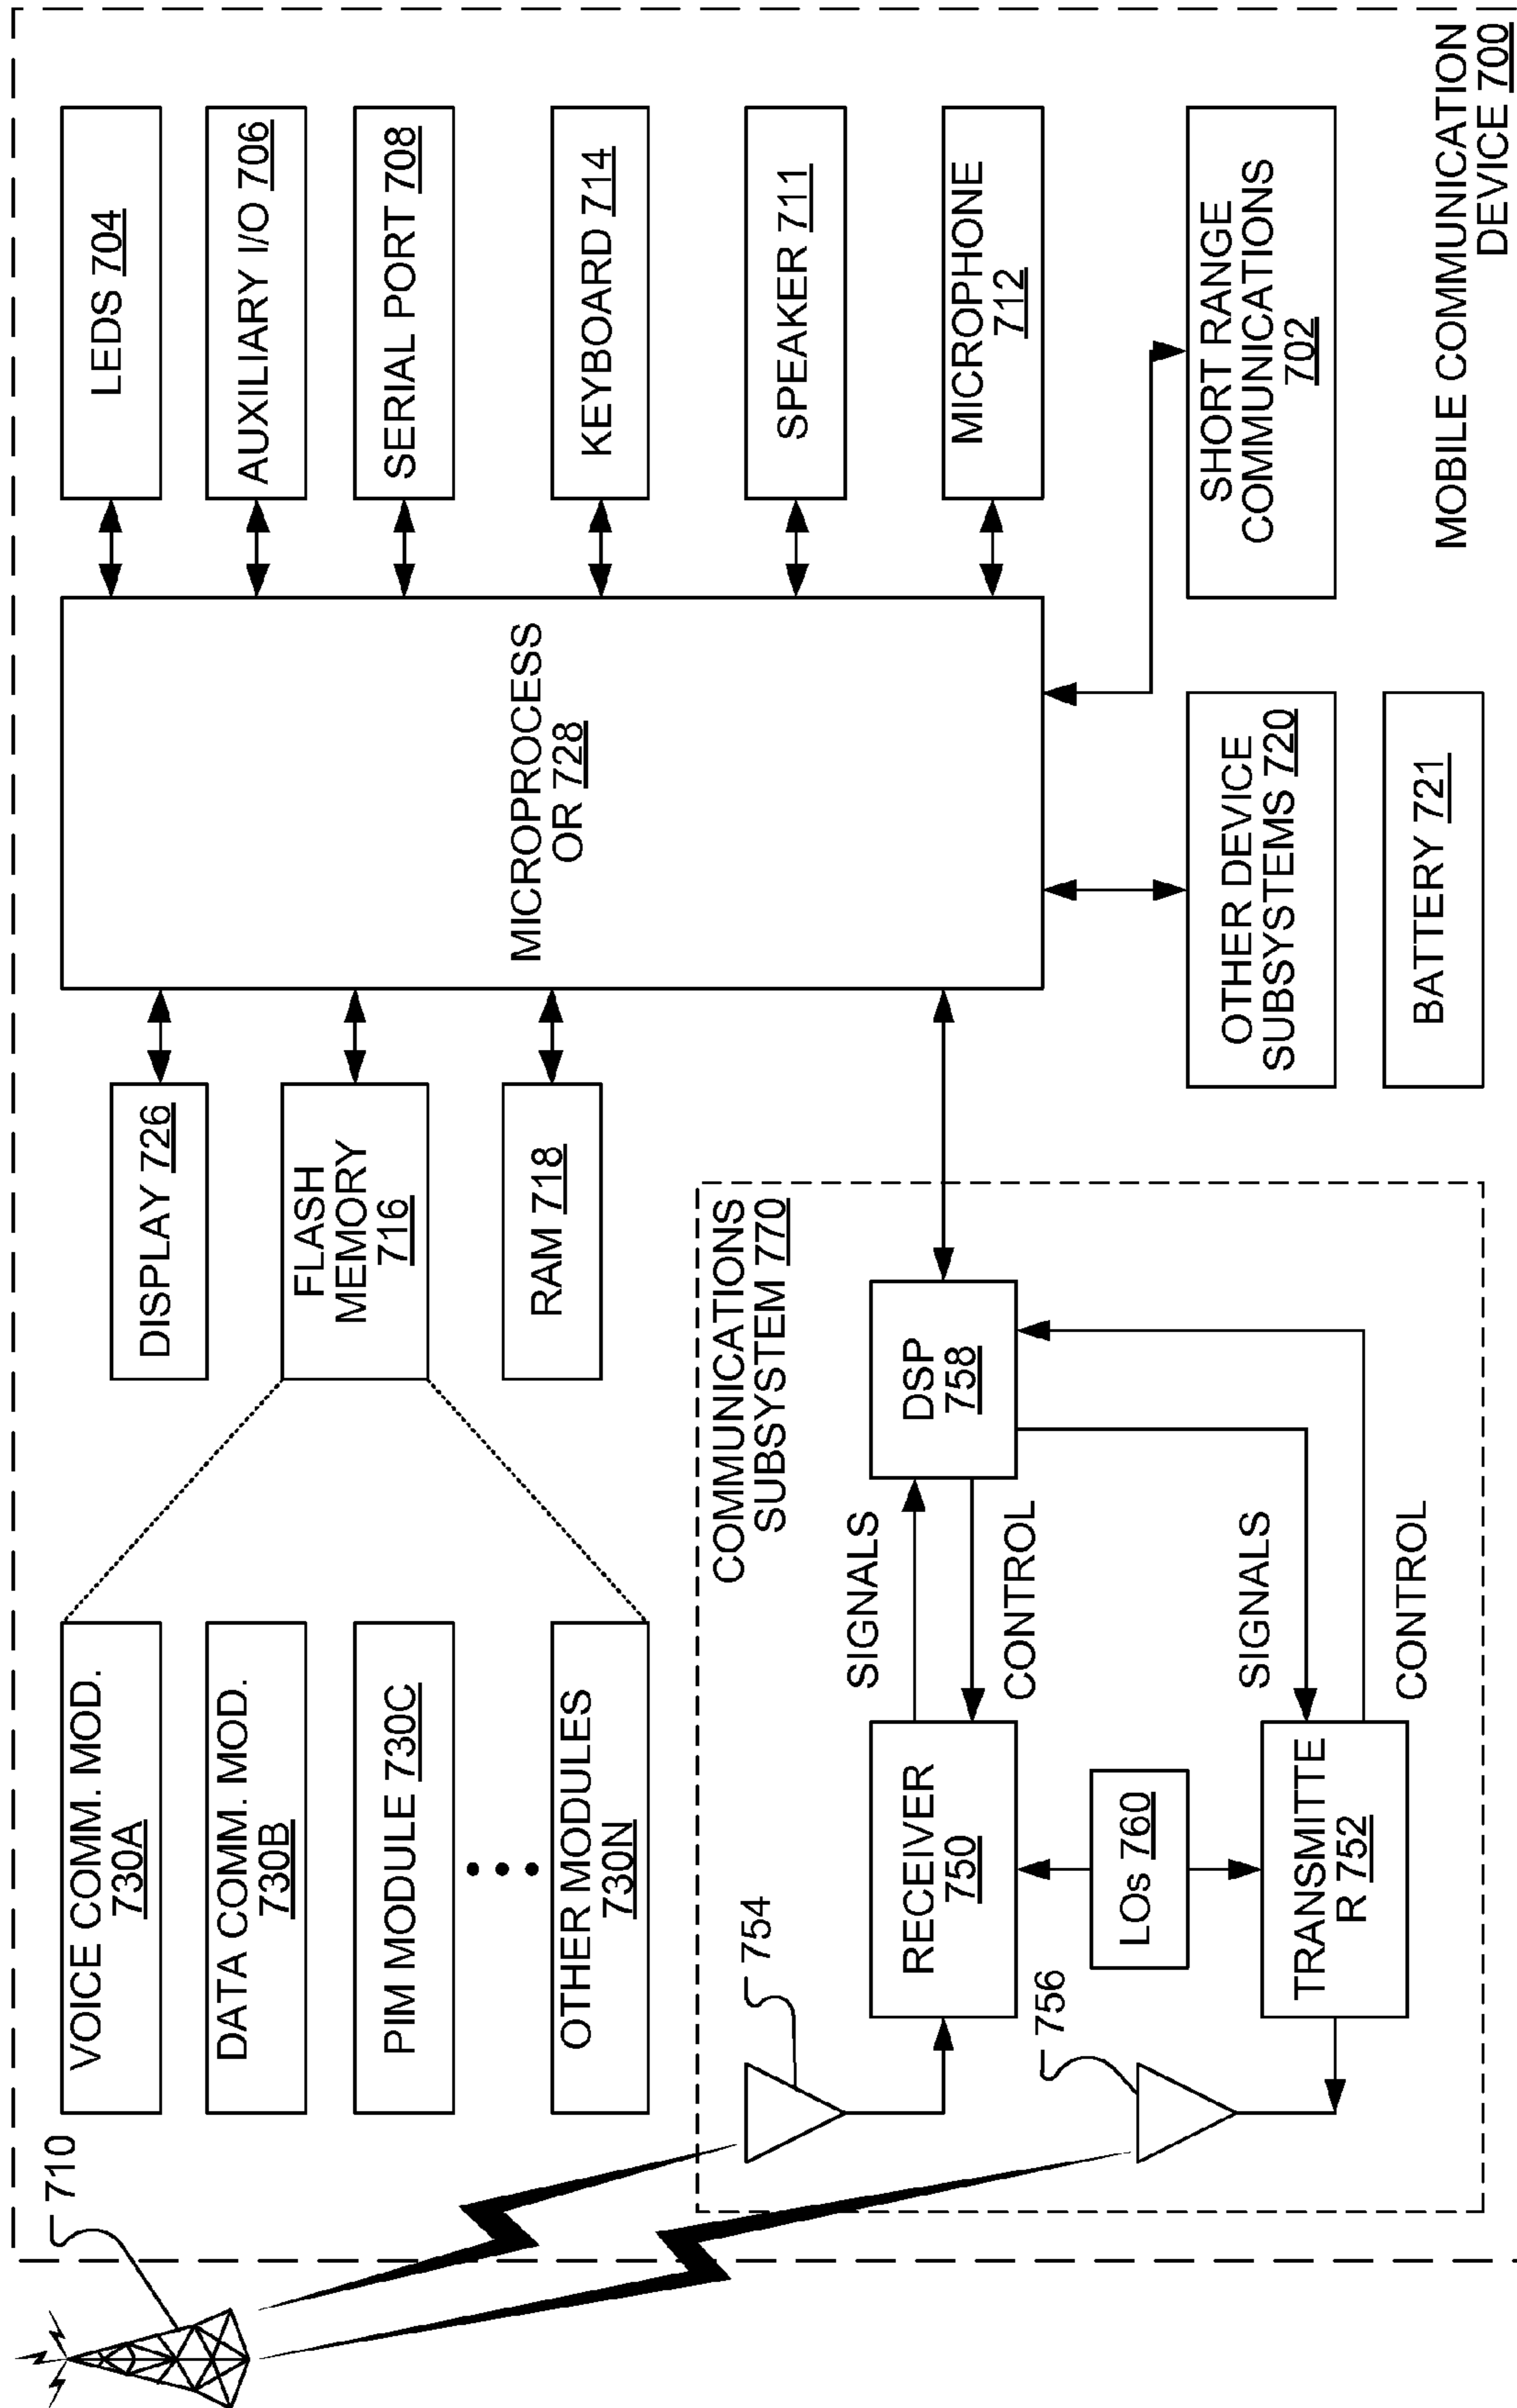 710
VOICE COMM. MOD.
730A
DATA COMM. MOD.
730B
PIM MODULE 730C
OTHER MODULES
730N
DISPLAY 726
FLASH
MEMORY
716
RAM 718
MICROPROCESS
OR 728
LEDS 704
AUXILIARY I/O 706
SERIAL PORT 708
KEYBOARD 714
SPEAKER 711
MICROPHONE
712
SHORT RANGE
COMMUNICATIONS
702
OTHER DEVICE
SUBSYSTEMS 720
BATTERY 721
COMMUNICATIONS
SUBSYSTEM 770
754
RECEIVER
750
SIGNALS
CONTROL
DSP
758
LOs 760
756
TRANSMITTE
R 752
SIGNALS
CONTROL
MOBILE COMMUNICATION
DEVICE 700